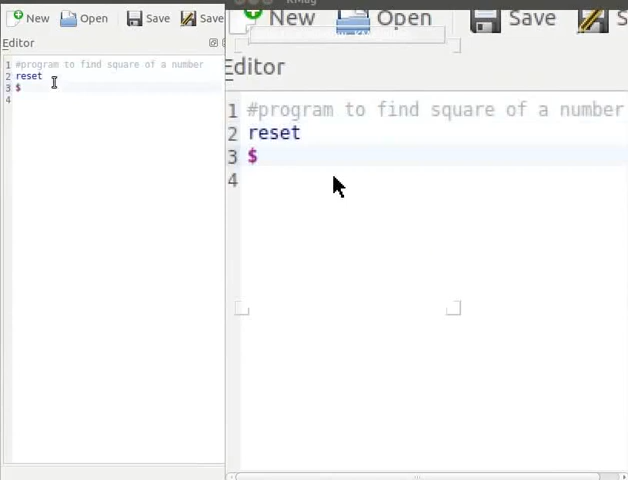 New Open Save Save
Editor
1 #program to find square of a number
2 reset
3 $
4
New Open Save S
Editor
1 #program to find square of a number
2 reset
3 $
4